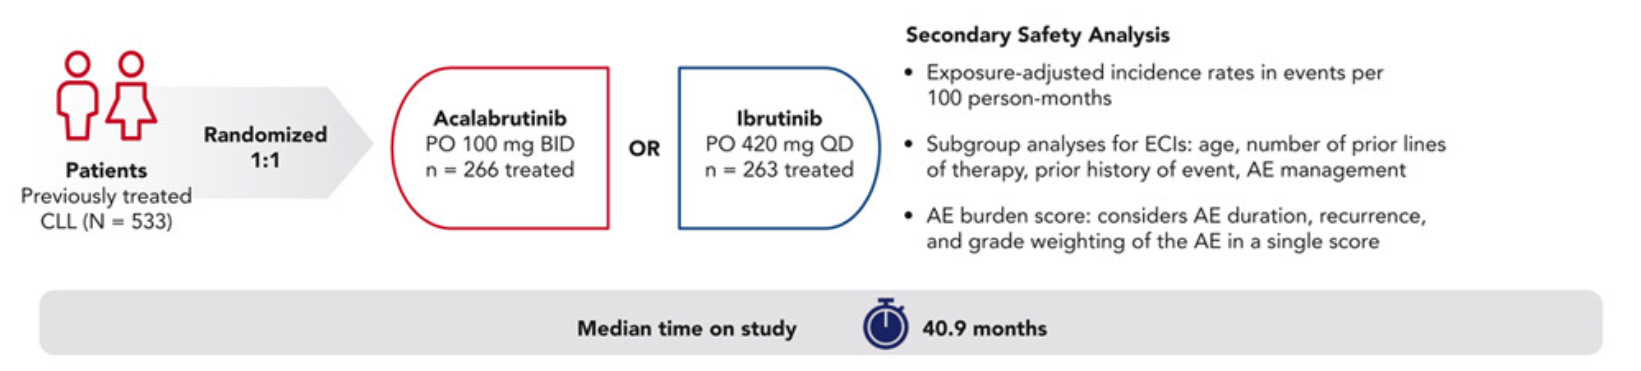 Patients
Previously treated
CLL (N = 533)
Randomized
1:1
Acalabrutinib
PO 100 mg BID
n = 266 treated
OR
Ibrutinib
PO 420 mg QD
n = 263 treated
Secondary Safety Analysis
• Exposure-adjusted incidence rates in events per
100 person-months
• Subgroup analyses for ECIs: age, number of prior lines
of therapy, prior history of event, AE management
• AE burden score: considers AE duration, recurrence,
and grade weighting of the AE in a single score
Median time on study
40.9 months